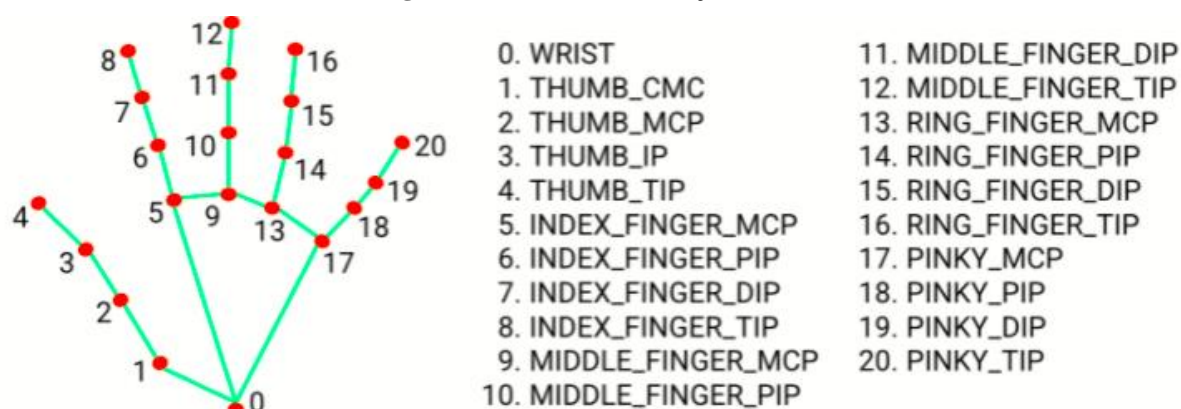 12
8
16
11
7
15
6
10
20
14
19
4
5
9
13
18
3
17
2
1
0
0. WRIST
1. THUMB_CMC
2. THUMB_MCP
3. THUMB_IP
4. THUMB_TIP
5. INDEX_FINGER_MCP
6. INDEX_FINGER_PIP
7. INDEX_FINGER_DIP
8. INDEX_FINGER_TIP
9. MIDDLE_FINGER_MCP
10. MIDDLE_FINGER_PIP
11. MIDDLE_FINGER_DIP
12. MIDDLE_FINGER_TIP
13. RING_FINGER_MCP
14. RING_FINGER_PIP
15. RING_FINGER_DIP
16. RING_FINGER_TIP
17. PINKY_MCP
18. PINKY_PIP
19. PINKY_DIP
20. PINKY_TIP